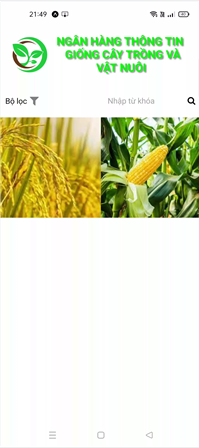 21:49
NGÂN HÀNG THÔNG TIN
GIỐNG CÂY TRỒNG VÀ
VẬT NUÔI
Bộ lọc
Nhập từ khóa